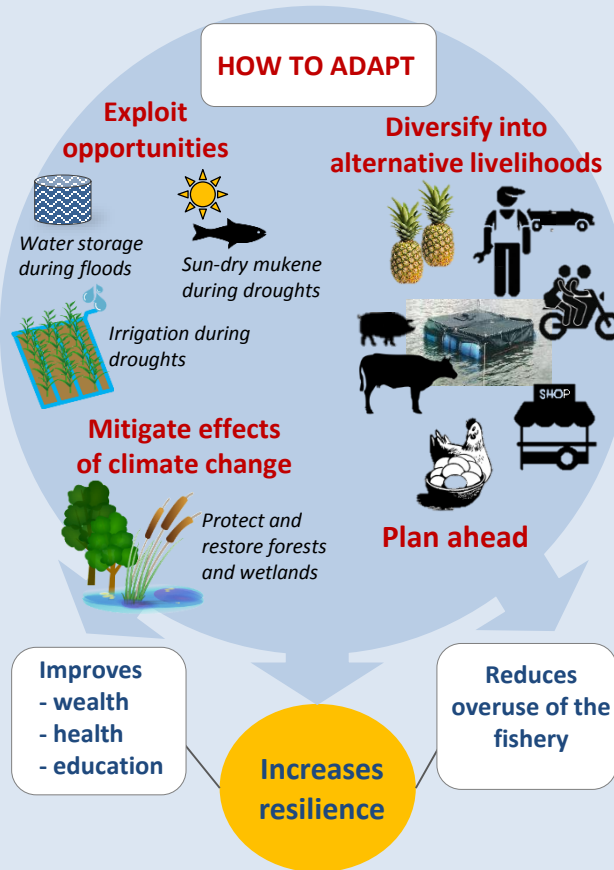 HOW TO ADAPT
Exploit
opportunities
Water storage
during floods
Sun-dry mukene
during droughts
Irrigation during
droughts
Diversify into
alternative livelihoods
SHOP
Mitigate effects
of climate change
Protect and
restore forests
and wetlands
Plan ahead
Improves
- wealth
- health
- education
Increases
resilience
Reduces
overuse of the
fishery